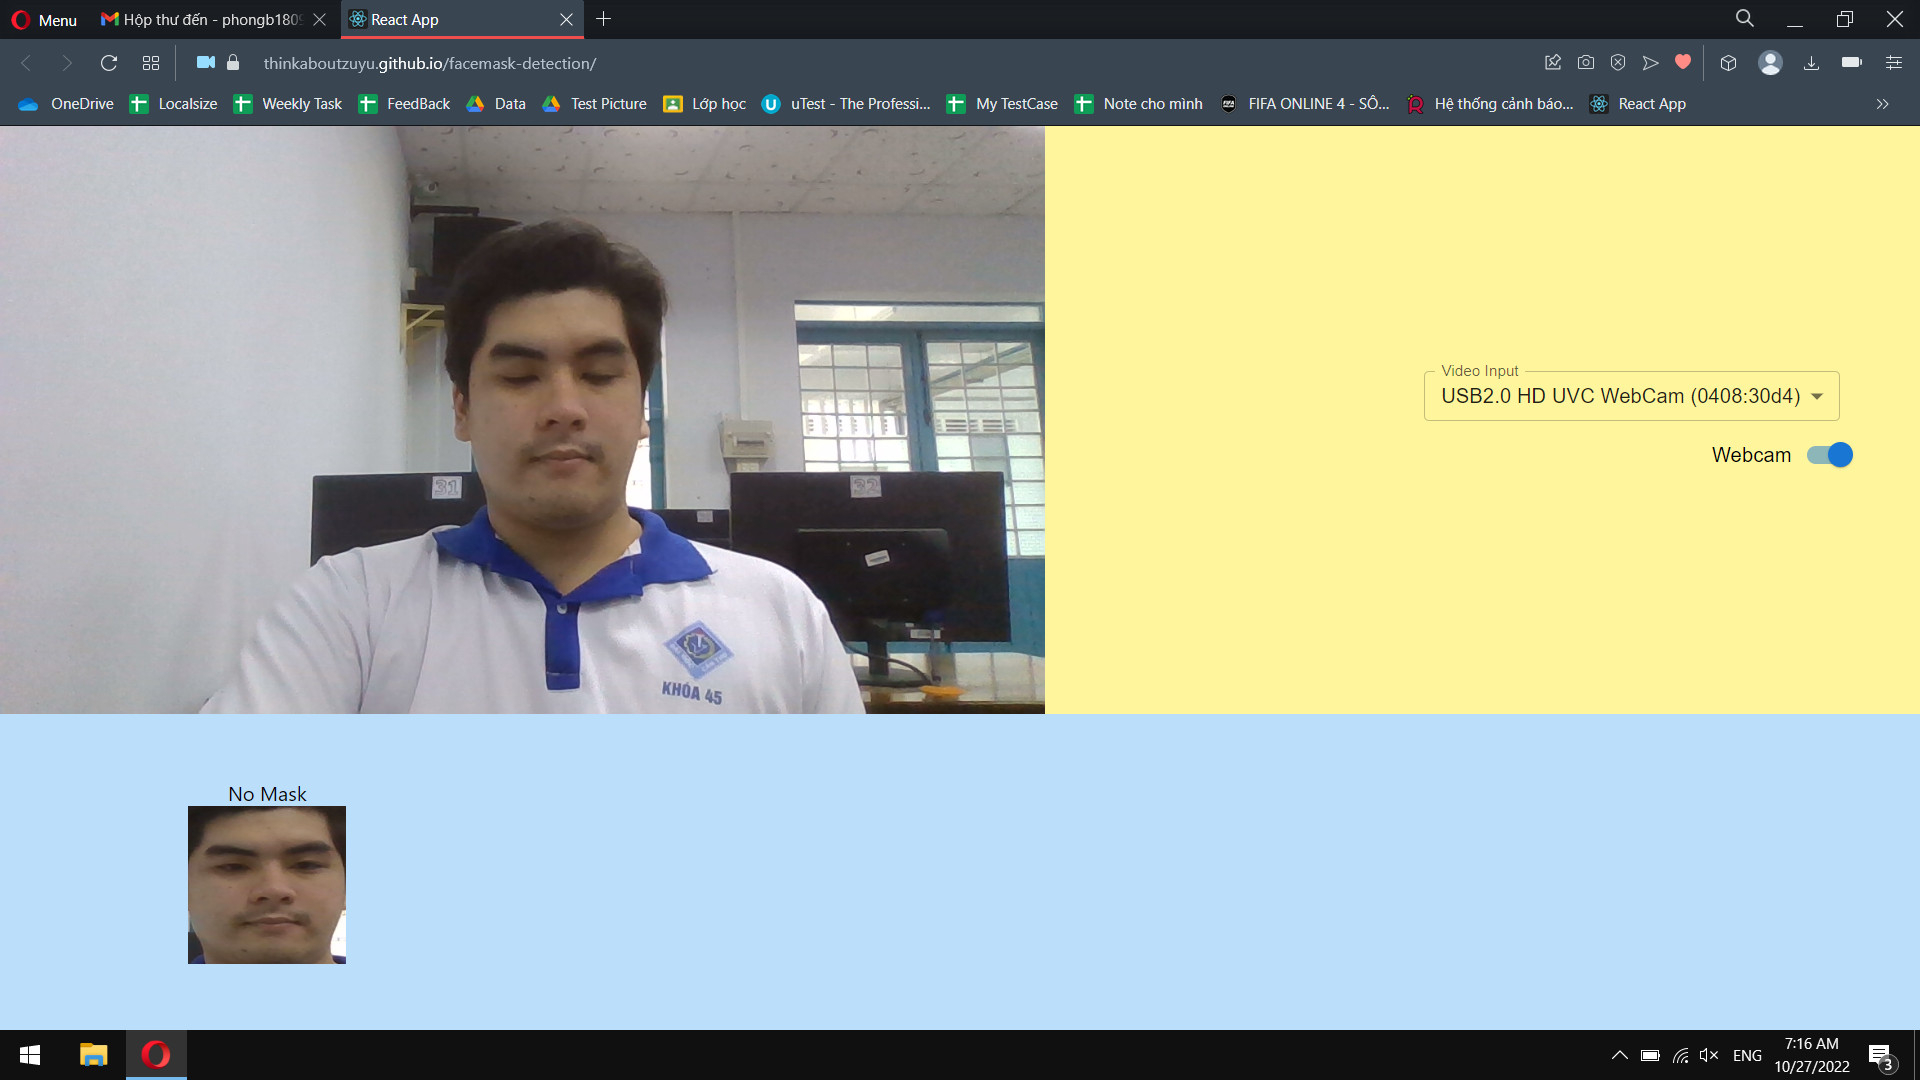 Menu
Hộp thư đến - phongb1809
React App
thinkaboutzuyu.github.io/facemask-detection/
OneDrive
Localsize
Weekly Task
FeedBack
Data
Test Picture
Lớp học
uTest - The Professi...
My TestCase
Note cho mình
FIFA ONLINE 4 - SÔ...
Hệ thống cảnh báo...
React App
31
32
KHÓA 45
Video Input
USB2.0 HD UVC WebCam (0408:30d4)
Webcam
No Mask
ENG
7:16 AM
10/27/2022
3